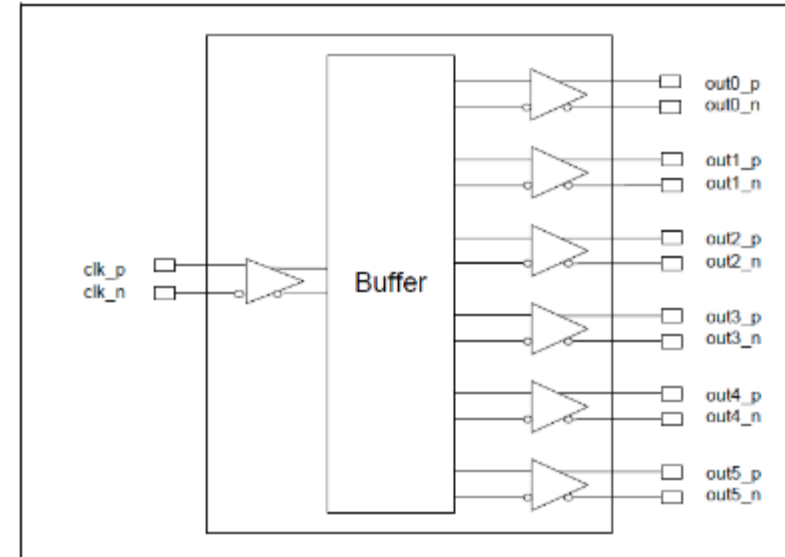 out0_p
out0_n
out1_p
out1_n
out2_p
out2_n
clk_p
clk_n
Buffer
out3_p
out3_n
out4_p
out4_n
out5_p
out5_n